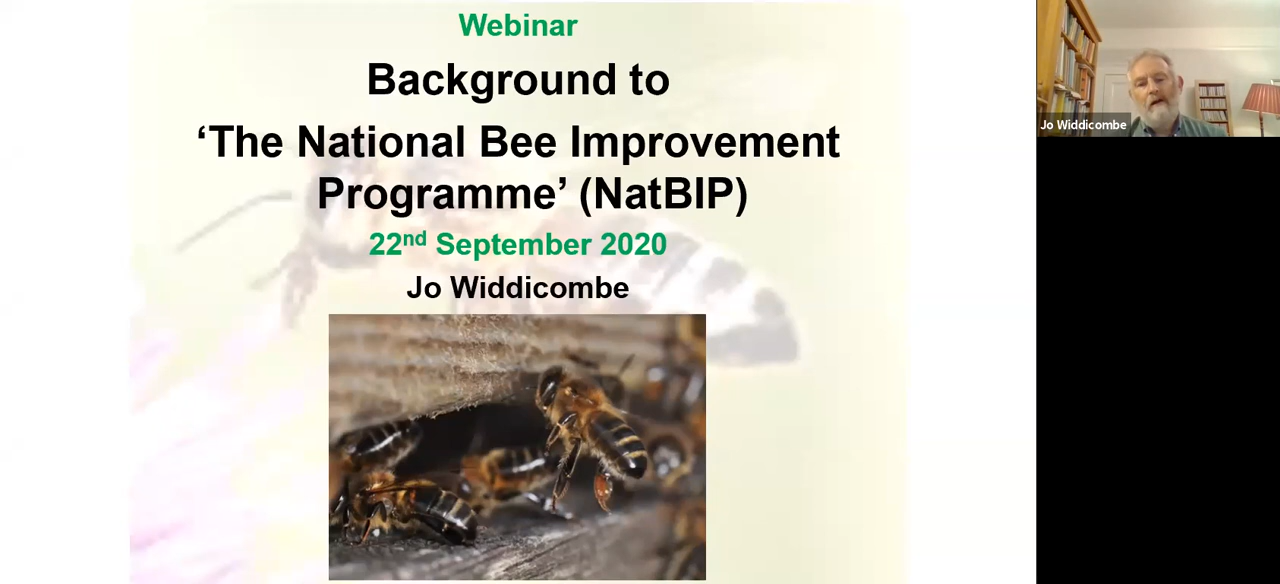 Webinar
Background to
‘The National Bee Improvement
Programme’ (NatBIP)
22nd September 2020
Jo Widdicombe
Jo Widdicombe